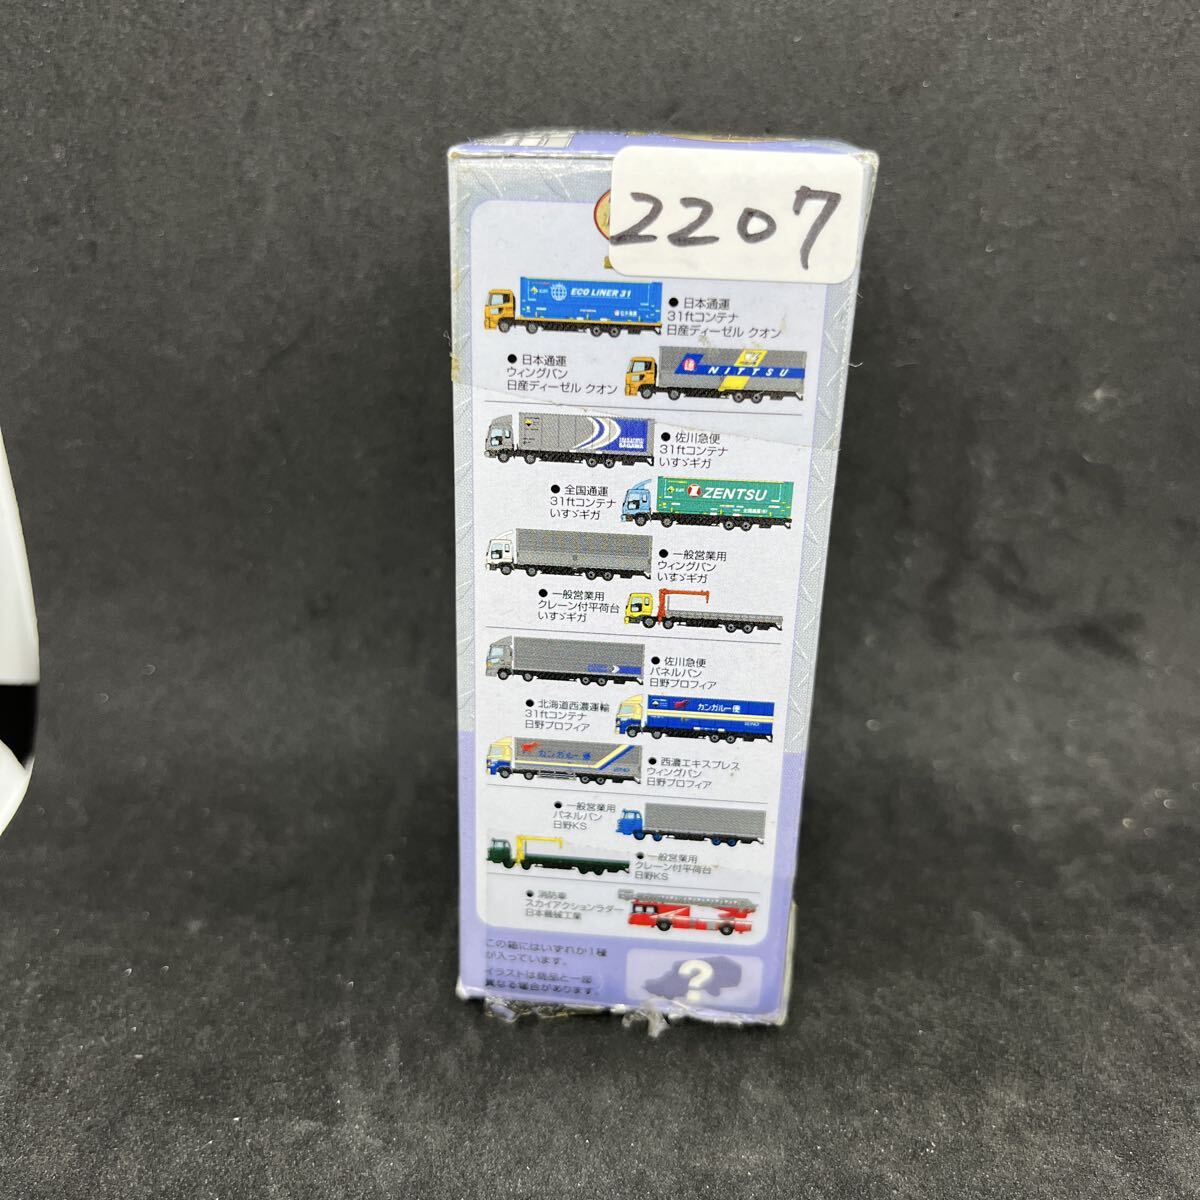 2207
ECO LINER 31
● 日本通運
31ftコンテナ
日産ディーゼル クオン
● 日本通運
ウィングバン
日産ディーゼル クオン
通 NITTSU
SAGAWA
● 佐川急便
31ftコンテナ
いすゞギガ
● 全国通運
31ftコンテナ
いすゞギガ
ZENTSU
● 一般営業用
ウィングバン
いすゞギガ
● 一般営業用
クレーン付平荷台
いすゞギガ
● 佐川急便
パネルバン
日野プロフィア
● 北海道西濃運輸
31ftコンテナ
日野プロフィア
カンガルー便
カンガルー便
● 西濃エキスプレス
ウィングバン
日野プロフィア
● 一般営業用
パネルバン
日野KS
● 一般営業用
クレーン付平荷台
日野KS
● 消防車
スカイアクションラダー
日本機械工業
この箱にはいずれか1種
が入っています。
イラストは商品と一部
異なる場合があります。
?